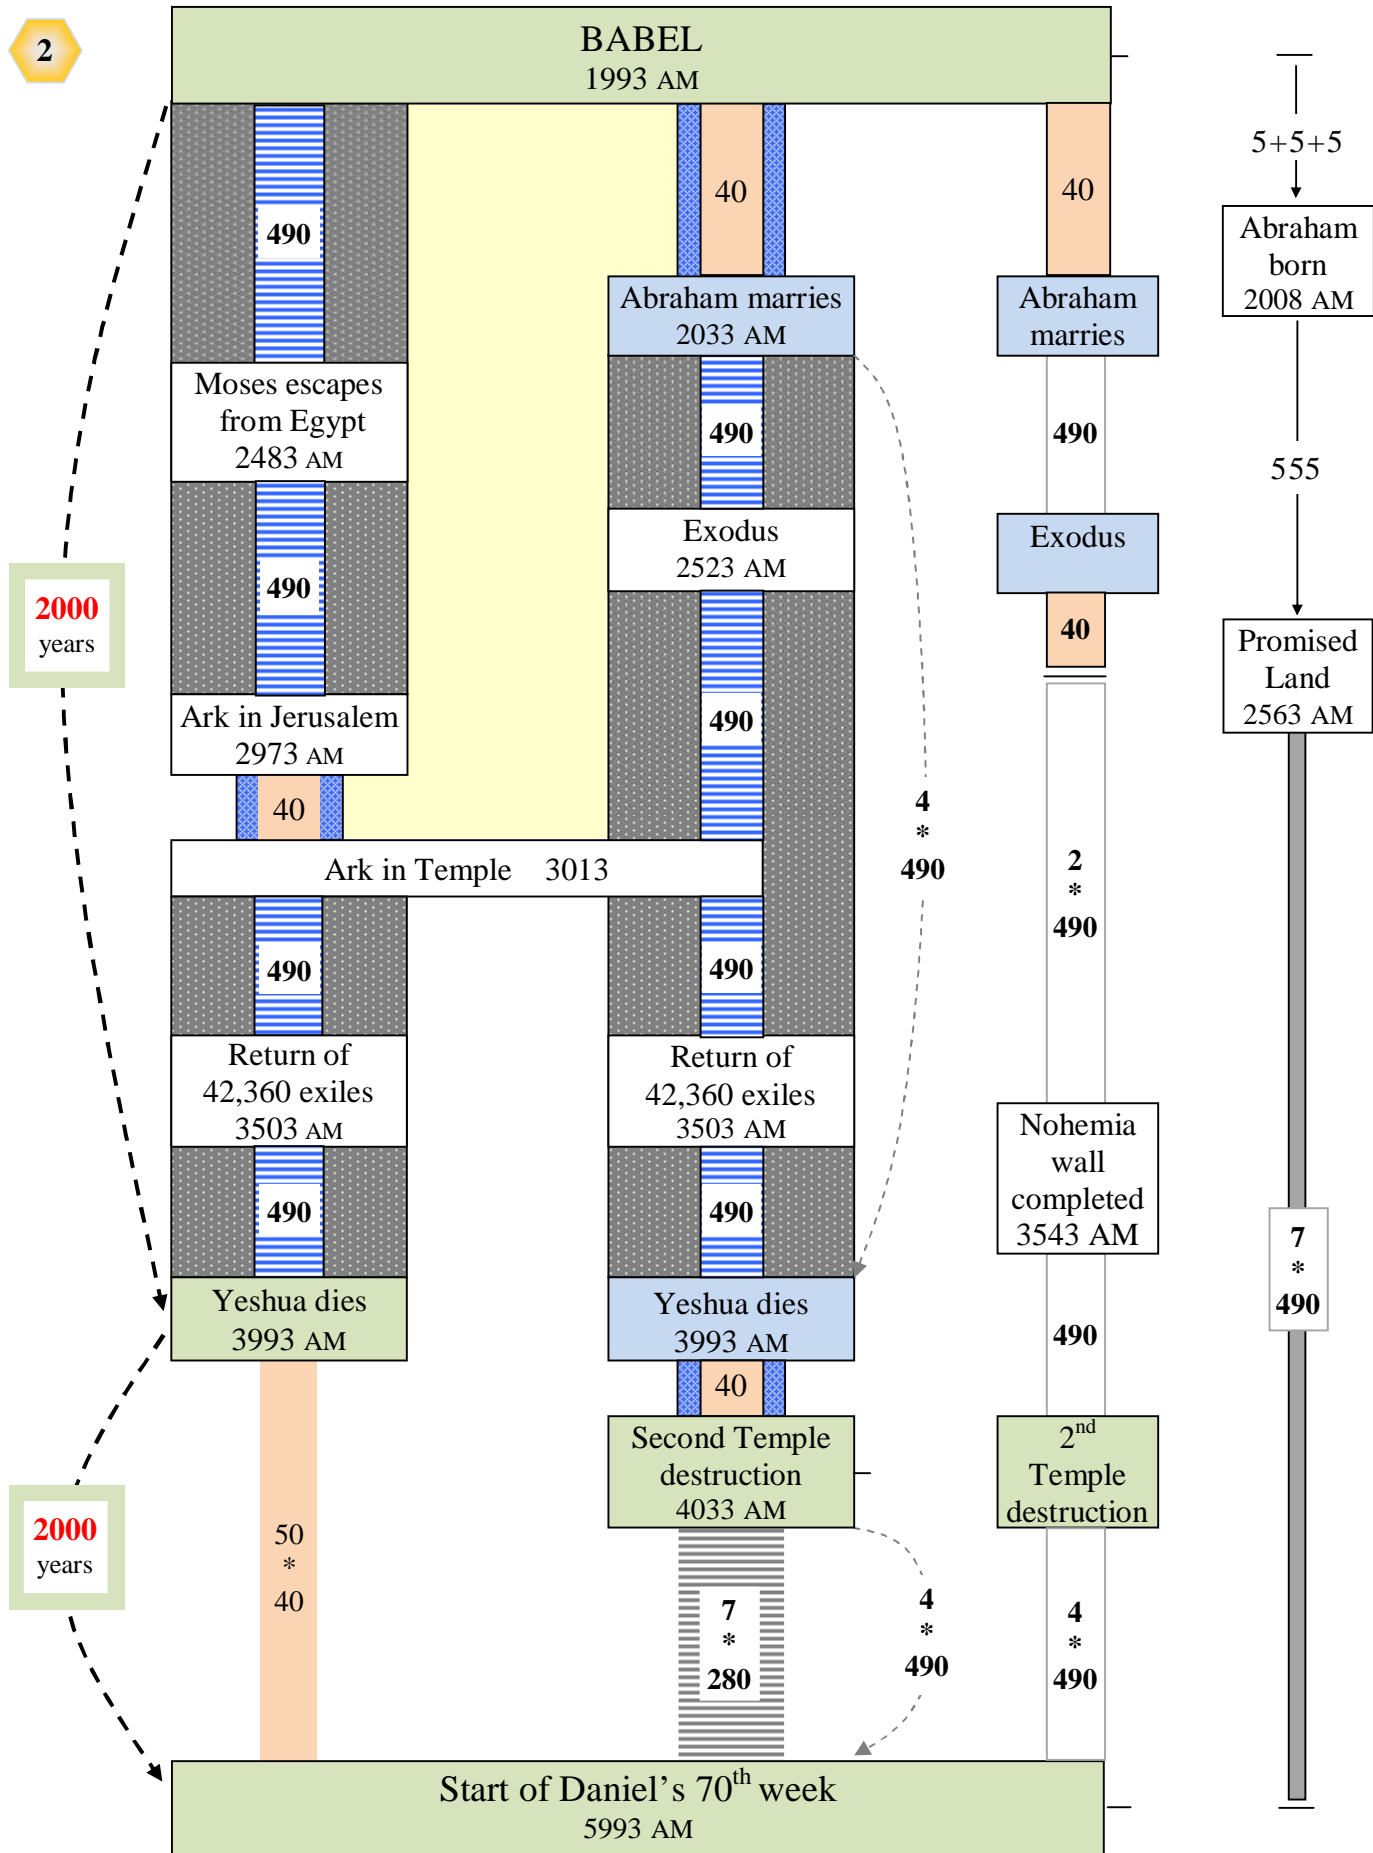 2
BABEL
1993 AM
490
40
40
5+5+5
Abraham
born
2008 AM
Abraham marries
2033 AM
Abraham
marries
Moses escapes
from Egypt
2483 AM
490
490
555
Exodus
2523 AM
Exodus
490
2000
years
40
Promised
Land
2563 AM
Ark in Jerusalem
2973 AM
490
40
4
*
490
2
*
490
Ark in Temple 3013
490
490
Return of
42,360 exiles
3503 AM
Return of
42,360 exiles
3503 AM
Nohemia
wall
completed
3543 AM
490
490
7
*
490
Yeshua dies
3993 AM
Yeshua dies
3993 AM
490
40
Second Temple
destruction
4033 AM
2nd
Temple
destruction
2000
years
50
*
40
7
*
280
4
*
490
4
*
490
Start of Daniel’s 70th week
5993 AM